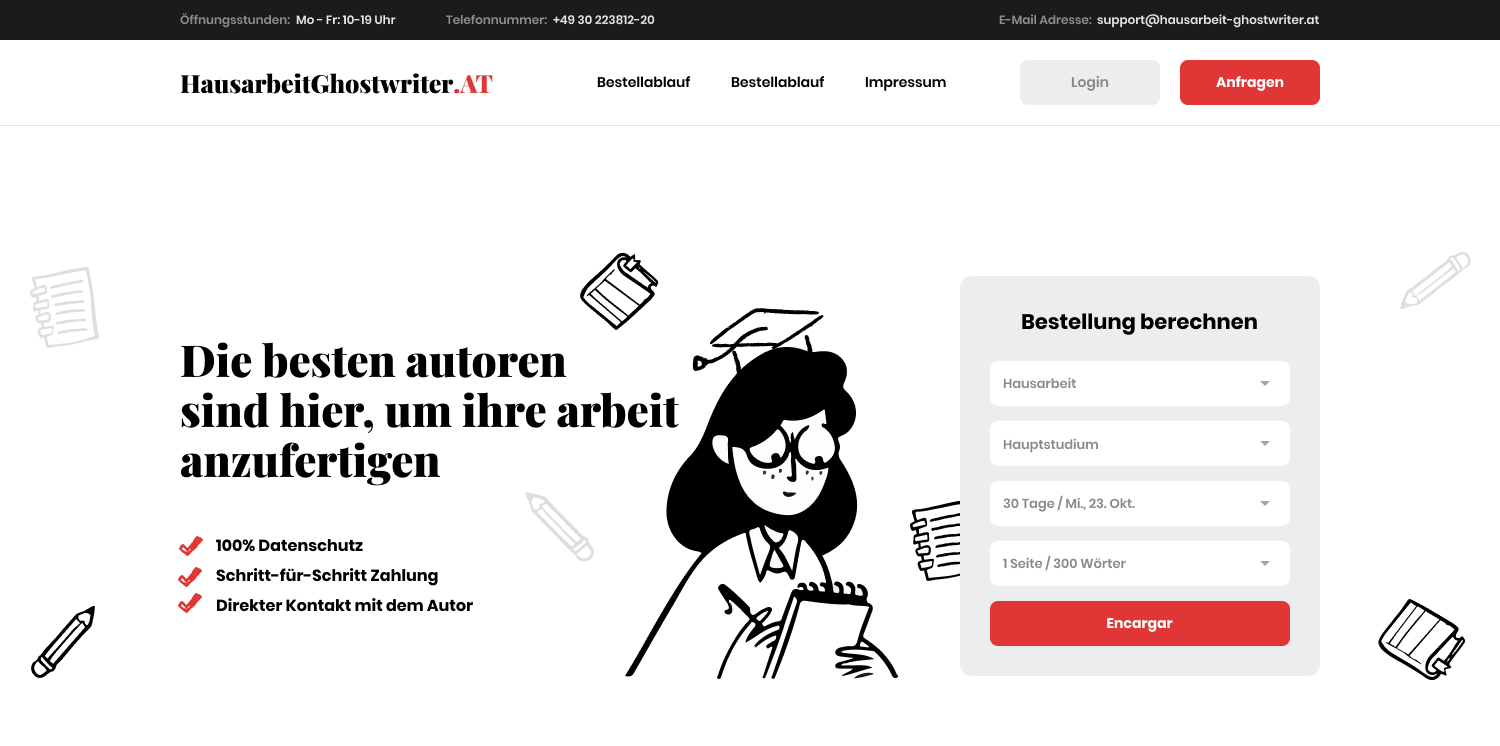 Öffnungsstunden: Mo - Fr: 10-19 Uhr Telefonnummer: +49 30 223812-20 E-Mail Adresse: support@hausarbeit-ghostwriter.at
HausarbeitGhostwriter.AT Bestellablauf Bestellablauf Impressum Login Anfragen
Die besten autoren
sind hier, um ihre arbeit
anzufertigen
100% Datenschutz
Schritt-für-Schritt Zahlung
Direkter Kontakt mit dem Autor
Bestellung berechnen
Hausarbeit
Hauptstudium
30 Tage / Mi., 23. Okt.
1 Seite / 300 Wörter
Encargar